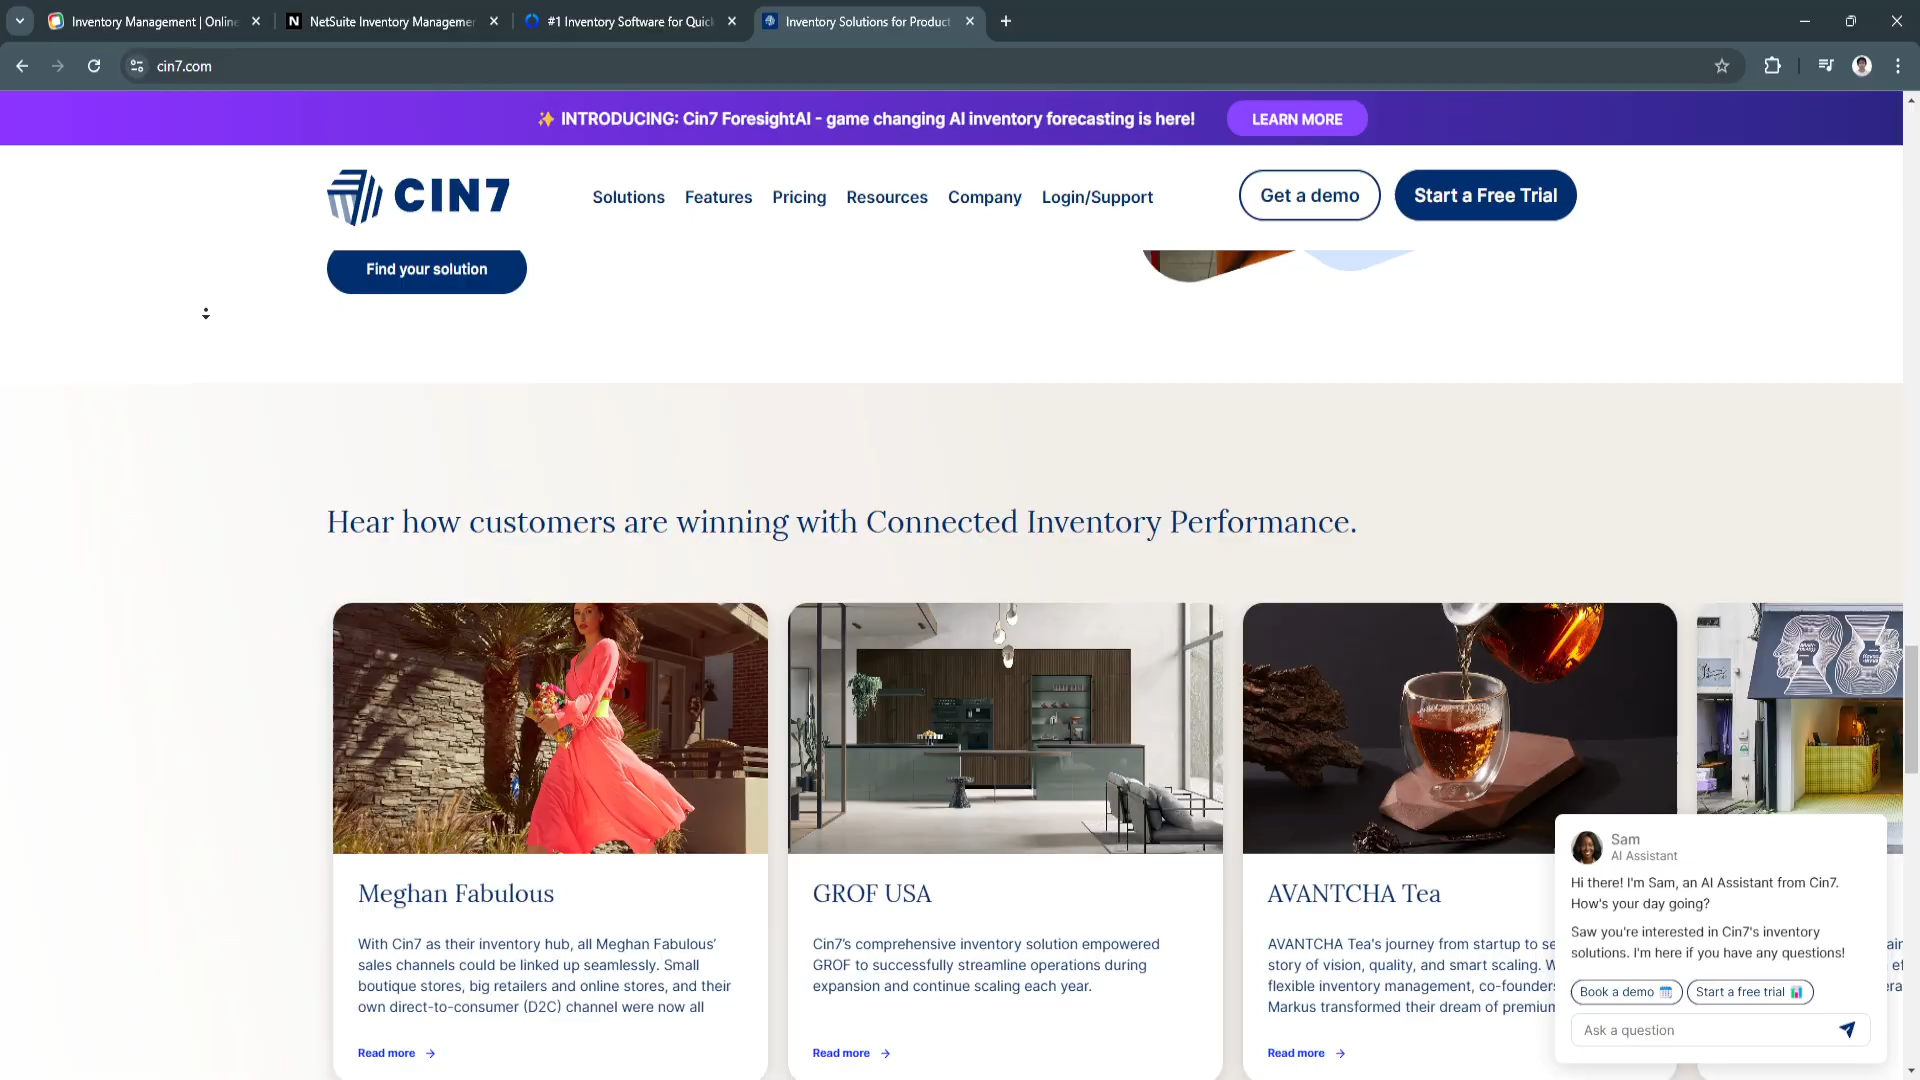 Inventory Management | Online
NetSuite Inventory Managemen
#1 Inventory Software for Quick
Inventory Solutions for Product
cin7.com
✨ INTRODUCING: Cin7 ForesightAI - game changing AI inventory forecasting is here!
LEARN MORE
CIN7
Solutions
Features
Pricing
Resources
Company
Login/Support
Get a demo
Start a Free Trial
Find your solution
Hear how customers are winning with Connected Inventory Performance.
Meghan Fabulous
With Cin7 as their inventory hub, all Meghan Fabulous’
sales channels could be linked up seamlessly. Small
boutique stores, big retailers and online stores, and their
own direct-to-consumer (D2C) channel were now all
Read more
GROF USA
Cin7’s comprehensive inventory solution empowered
GROF to successfully streamline operations during
expansion and continue scaling each year.
Read more
AVANTCHA Tea
AVANTCHA Tea's journey from startup to se
story of vision, quality, and smart scaling. W
flexible inventory management, co-founders
Markus transformed their dream of premium
Read more
Sam
AI Assistant
Hi there! I'm Sam, an AI Assistant from Cin7.
How's your day going?
Saw you're interested in Cin7's inventory
solutions. I'm here if you have any questions!
Book a demo
Start a free trial
Ask a question